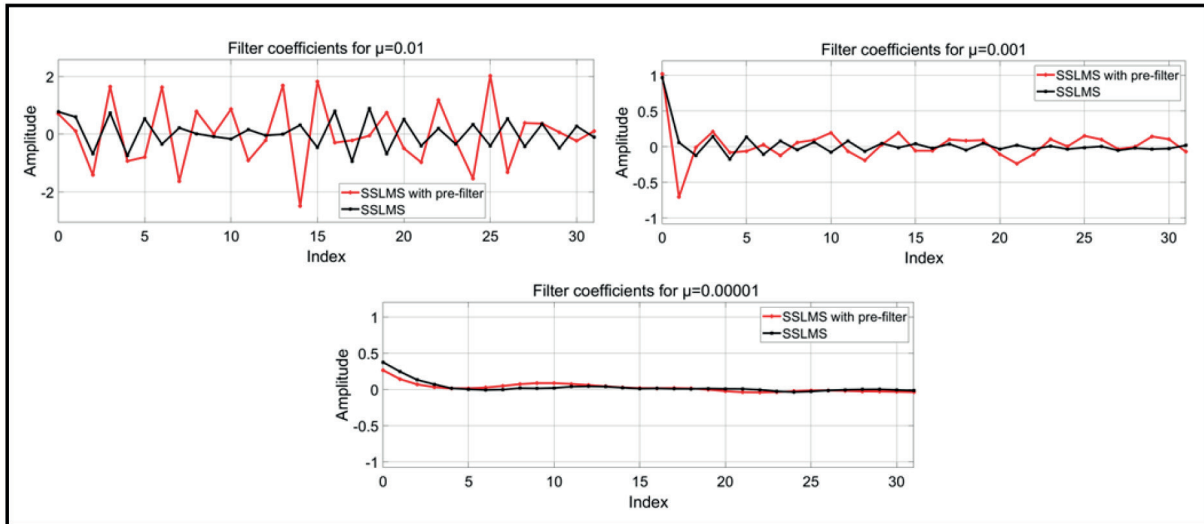 Filter coefficients for μ=0.01
2
0
-2
Amplitude
SSLMS with pre-filter
SSLMS
0 5 10 15 20 25 30
Index
Filter coefficients for μ=0.001
1
0.5
0
-0.5
-1
Amplitude
SSLMS with pre-filter
SSLMS
0 5 10 15 20 25 30
Index
Filter coefficients for μ=0.00001
1
0.5
0
-0.5
-1
Amplitude
SSLMS with pre-filter
SSLMS
0 5 10 15 20 25 30
Index